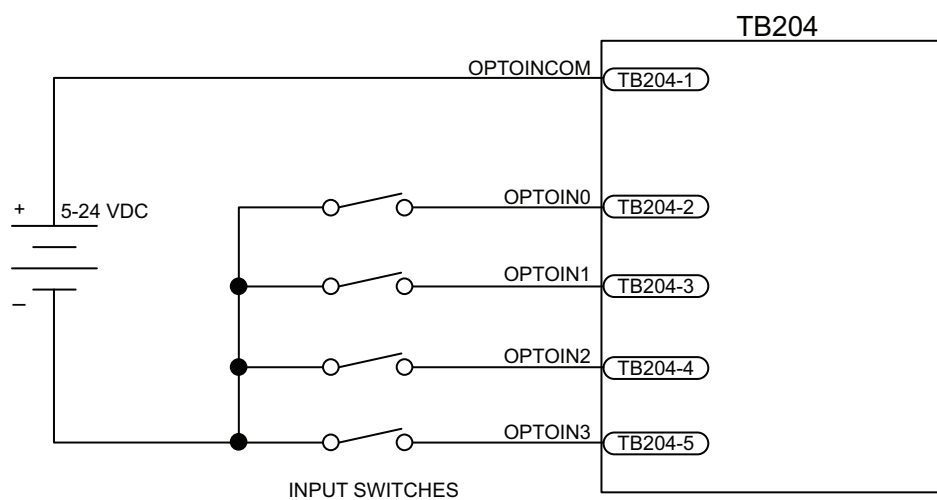 TB204
OPTOINCOM
TB204-1
+ 5-24 VDC
OPTOIN0
TB204-2
OPTOIN1
TB204-3
–
OPTOIN2
TB204-4
OPTOIN3
TB204-5
INPUT SWITCHES